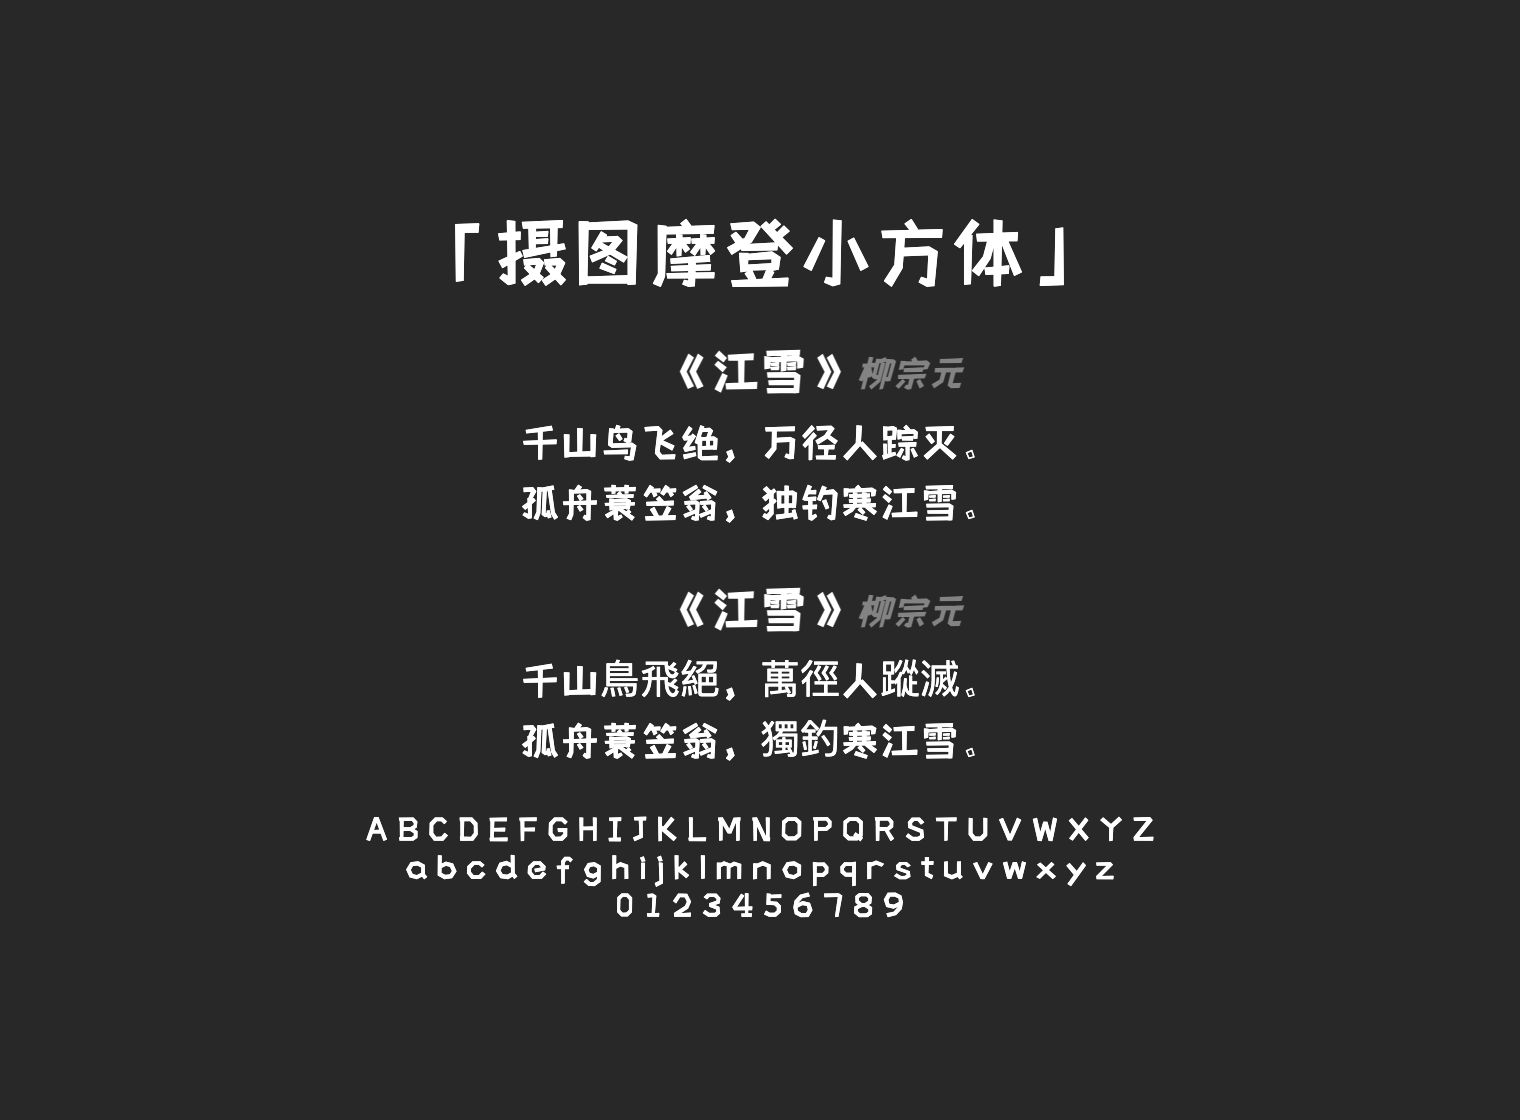 「摄图摩登小方体」
《江雪》柳宗元
千山鸟飞绝，万径人踪灭。
孤舟蓑笠翁，独钓寒江雪。
《江雪》柳宗元
千山鳥飛絕，萬徑人蹤滅。
孤舟蓑笠翁，獨釣寒江雪。
ABCDEFGHIJKLMNOPQRSTUVWXYZ
abcdefghijklmnopqrstuvwxyz
0123456789